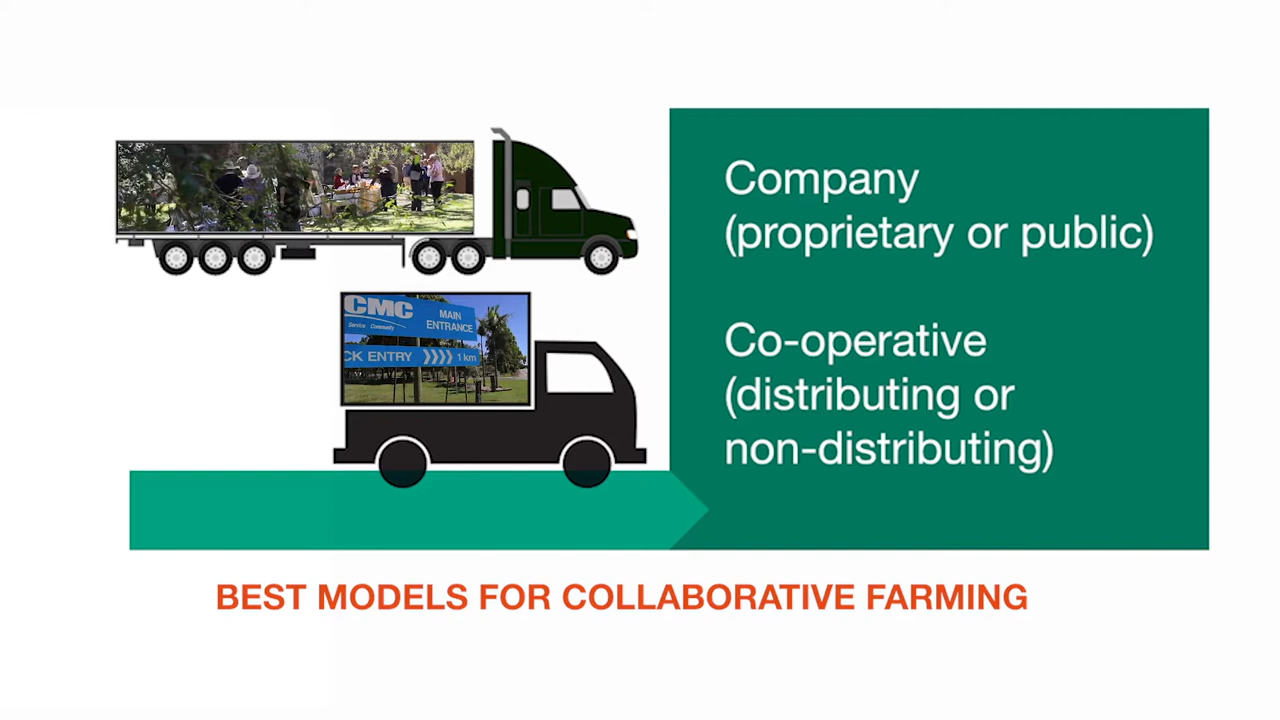 Company
(proprietary or public)
Co-operative
(distributing or
non-distributing)
CMC
Service Community
MAIN
ENTRANCE
CK ENTRY
1 km
BEST MODELS FOR COLLABORATIVE FARMING